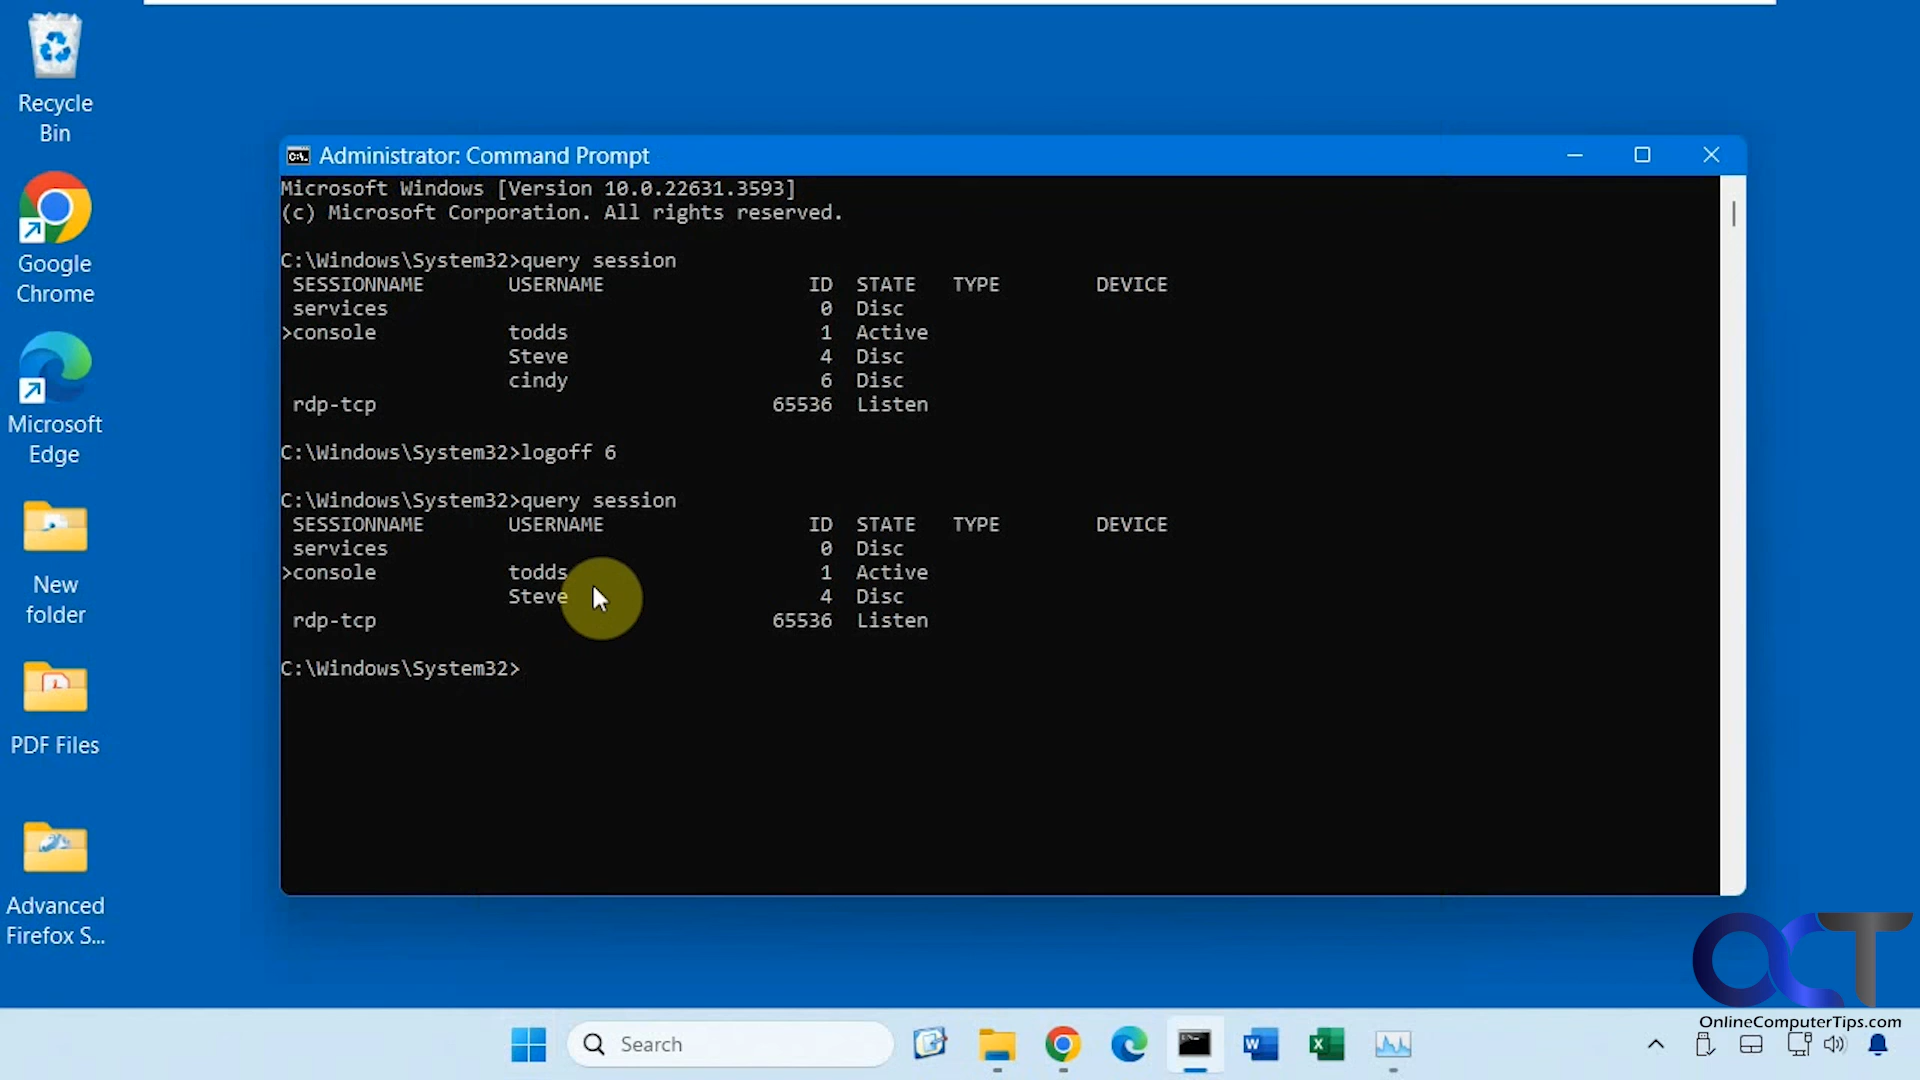 Recycle
Bin
Google
Chrome
Microsoft
Edge
New
folder
PDF Files
Advanced
Firefox S...
Administrator: Command Prompt
Microsoft Windows [Version 10.0.22631.3593]
(c) Microsoft Corporation. All rights reserved.
C:\Windows\System32>query session
SESSIONNAME USERNAME ID STATE TYPE DEVICE
services 0 Disc
>console todds 1 Active
Steve 4 Disc
cindy 6 Disc
rdp-tcp 65536 Listen
C:\Windows\System32>logoff 6
C:\Windows\System32>query session
SESSIONNAME USERNAME ID STATE TYPE DEVICE
services 0 Disc
>console todds 1 Active
Steve 4 Disc
rdp-tcp 65536 Listen
C:\Windows\System32>
OCT
OnlineComputerTips.com
Search